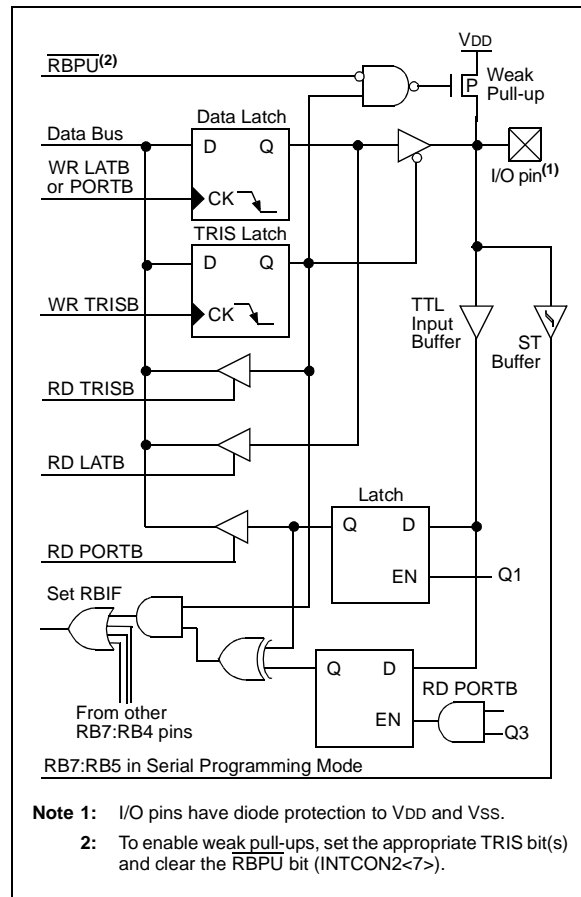 VDD
RBPU(2)
Weak
Pull-up
P
Data Latch
Data Bus
D Q
WR LATB
or PORTB
CK
I/O pin(1)
TRIS Latch
D Q
WR TRISB
CK
TTL
Input
Buffer
ST
Buffer
RD TRISB
RD LATB
Latch
Q D
RD PORTB
EN
Q1
Set RBIF
Q D
RD PORTB
EN
Q3
From other
RB7:RB4 pins
RB7:RB5 in Serial Programming Mode
Note 1: I/O pins have diode protection to VDD and VSS.
2: To enable weak pull-ups, set the appropriate TRIS bit(s)
and clear the RBPU bit (INTCON2<7>).